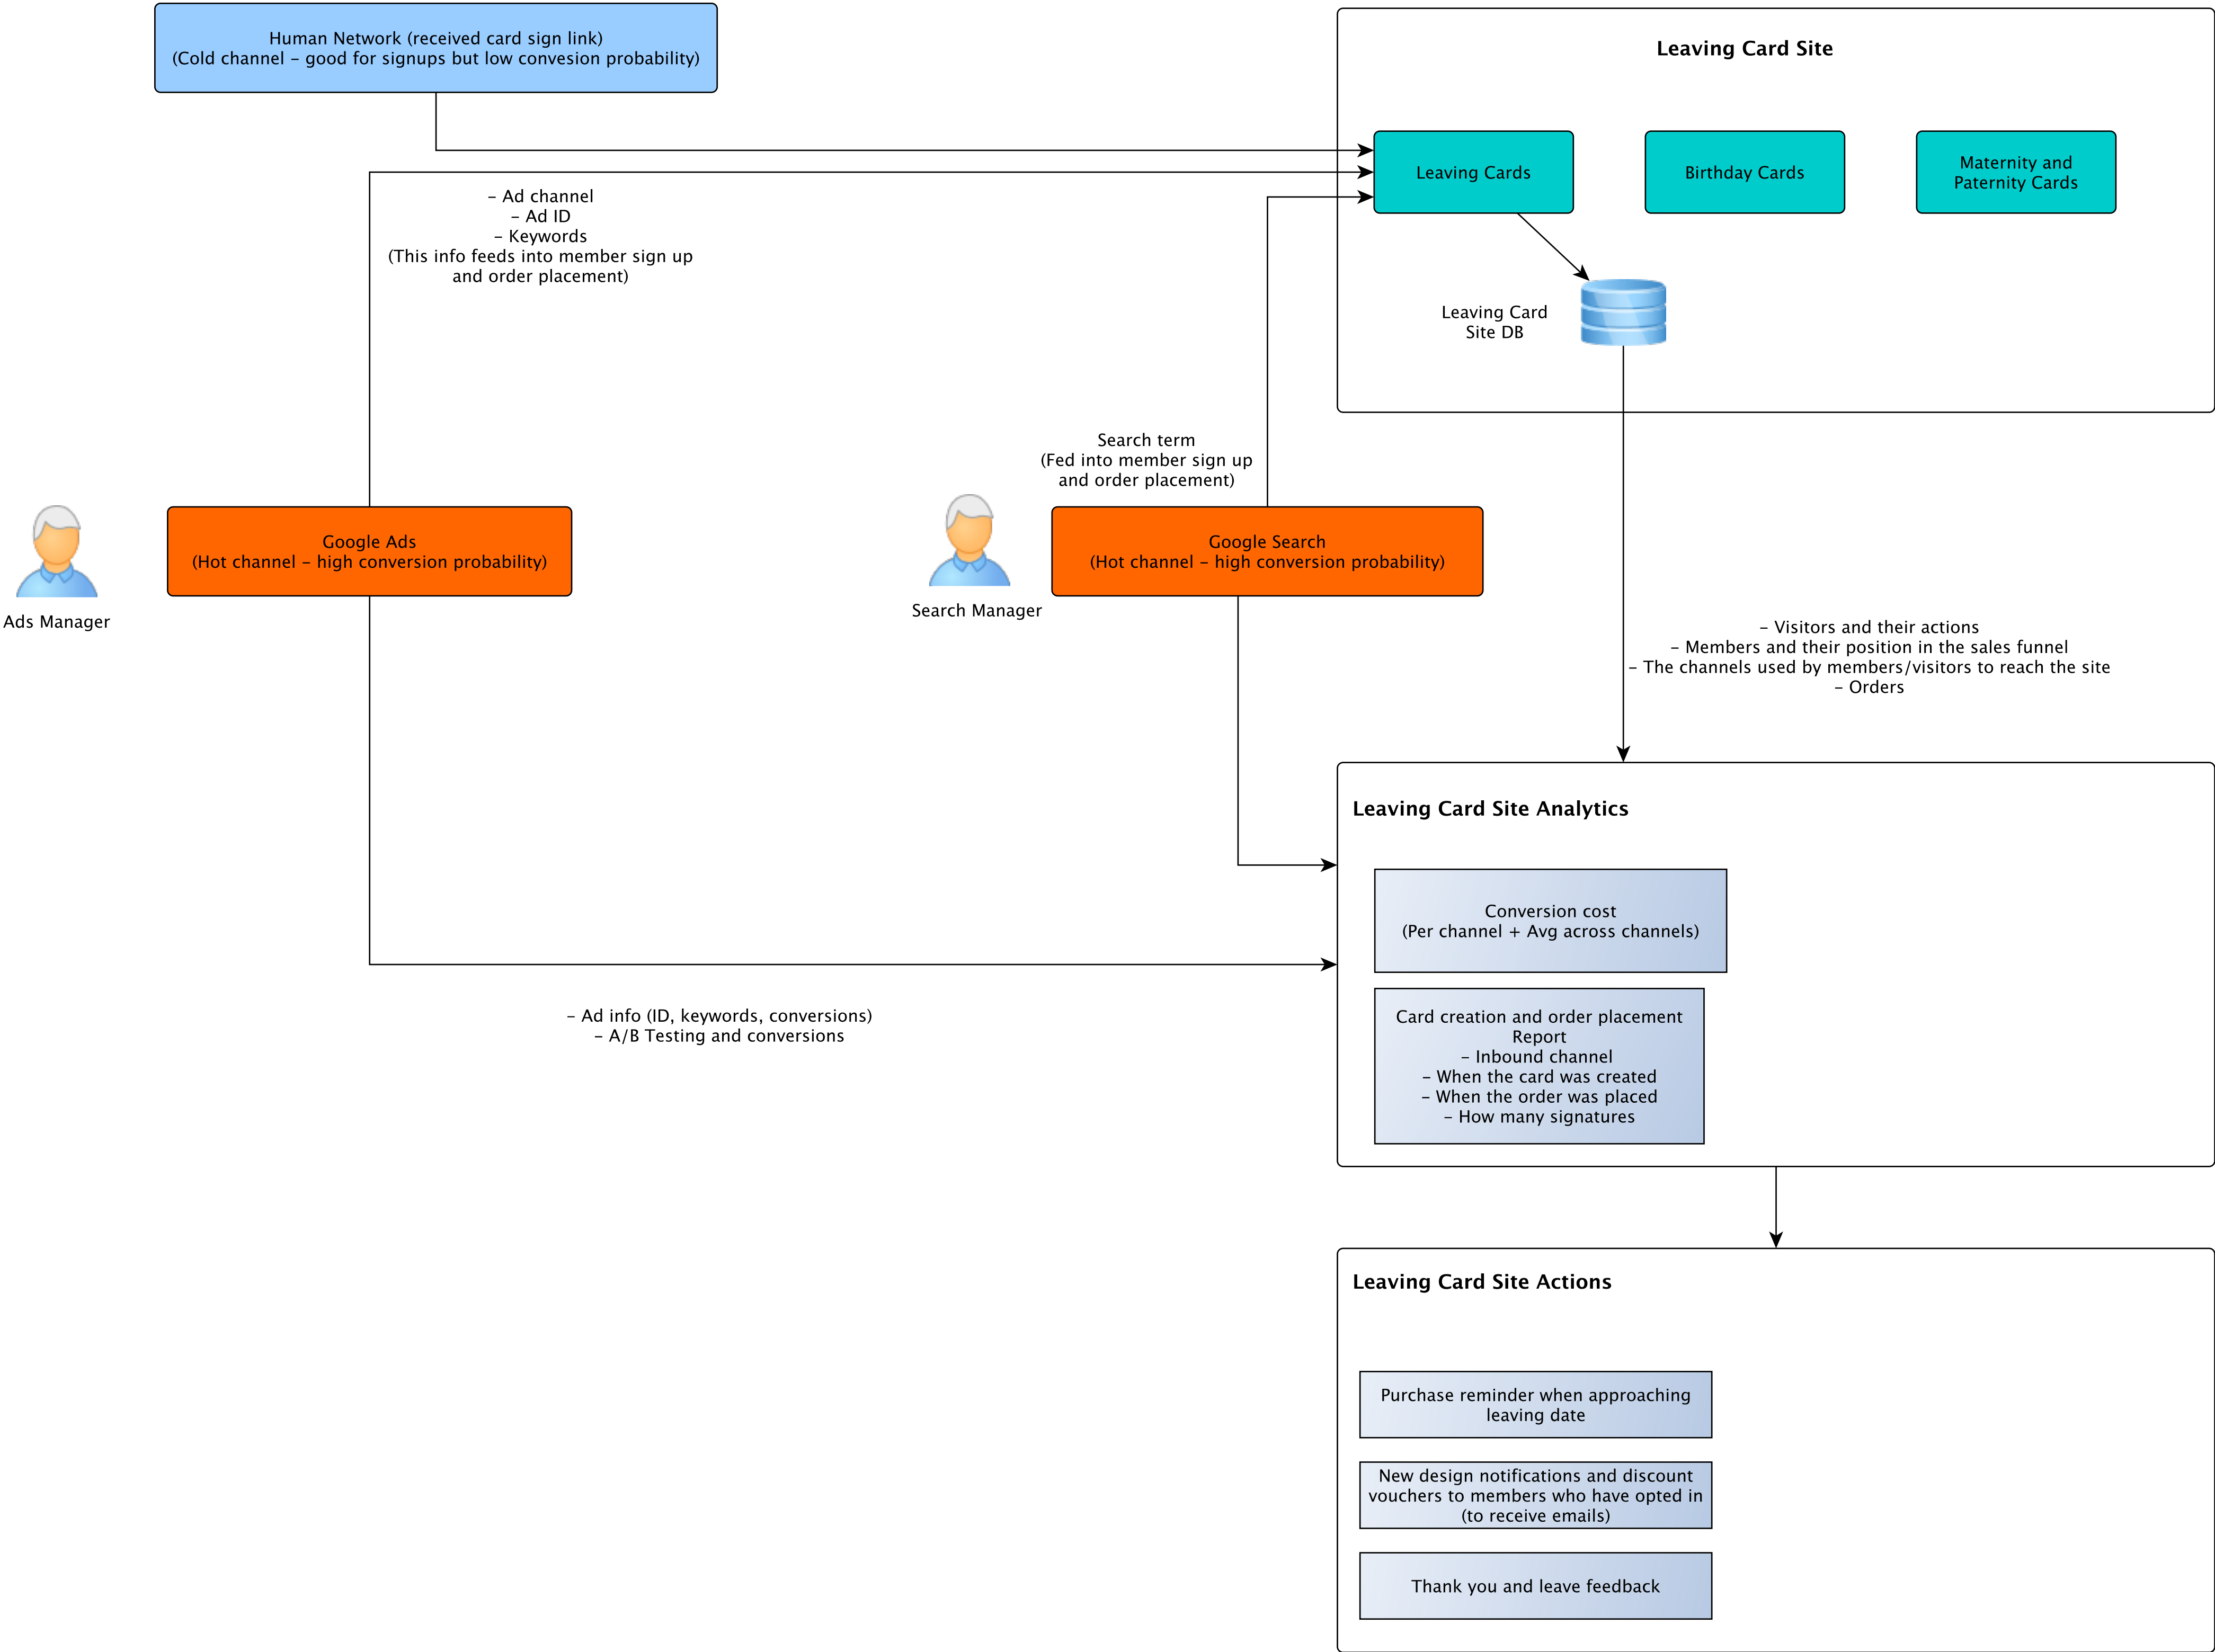 Human Network (received card sign link)
(Cold channel – good for signups but low convesion probability)
Leaving Card Site
Leaving Cards
Birthday Cards
Maternity and
Paternity Cards
– Ad channel
– Ad ID
– Keywords
(This info feeds into member sign up
and order placement)
Leaving Card
Site DB
Search term
(Fed into member sign up
and order placement)
Google Ads
(Hot channel – high conversion probability)
Google Search
(Hot channel – high conversion probability)
Ads Manager
Search Manager
– Visitors and their actions
– Members and their position in the sales funnel
– The channels used by members/visitors to reach the site
– Orders
Leaving Card Site Analytics
Conversion cost
(Per channel + Avg across channels)
– Ad info (ID, keywords, conversions)
– A/B Testing and conversions
Card creation and order placement
Report
– Inbound channel
– When the card was created
– When the order was placed
– How many signatures
Leaving Card Site Actions
Purchase reminder when approaching
leaving date
New design notifications and discount
vouchers to members who have opted in
(to receive emails)
Thank you and leave feedback